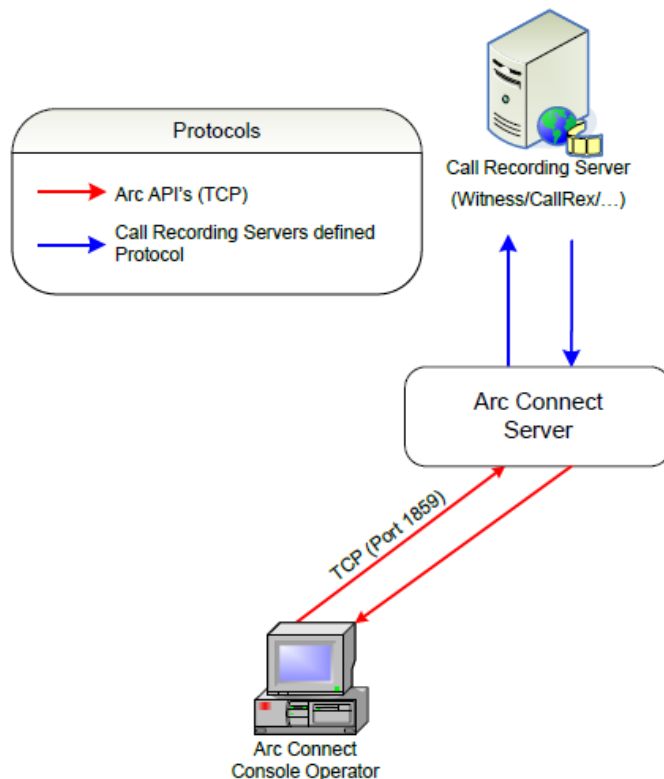 Protocols
Arc API's (TCP)
Call Recording Servers defined
Protocol
Call Recording Server
(Witness/CallRex/…)
Arc Connect
Server
TCP (Port 1859)
Arc Connect
Console Operator